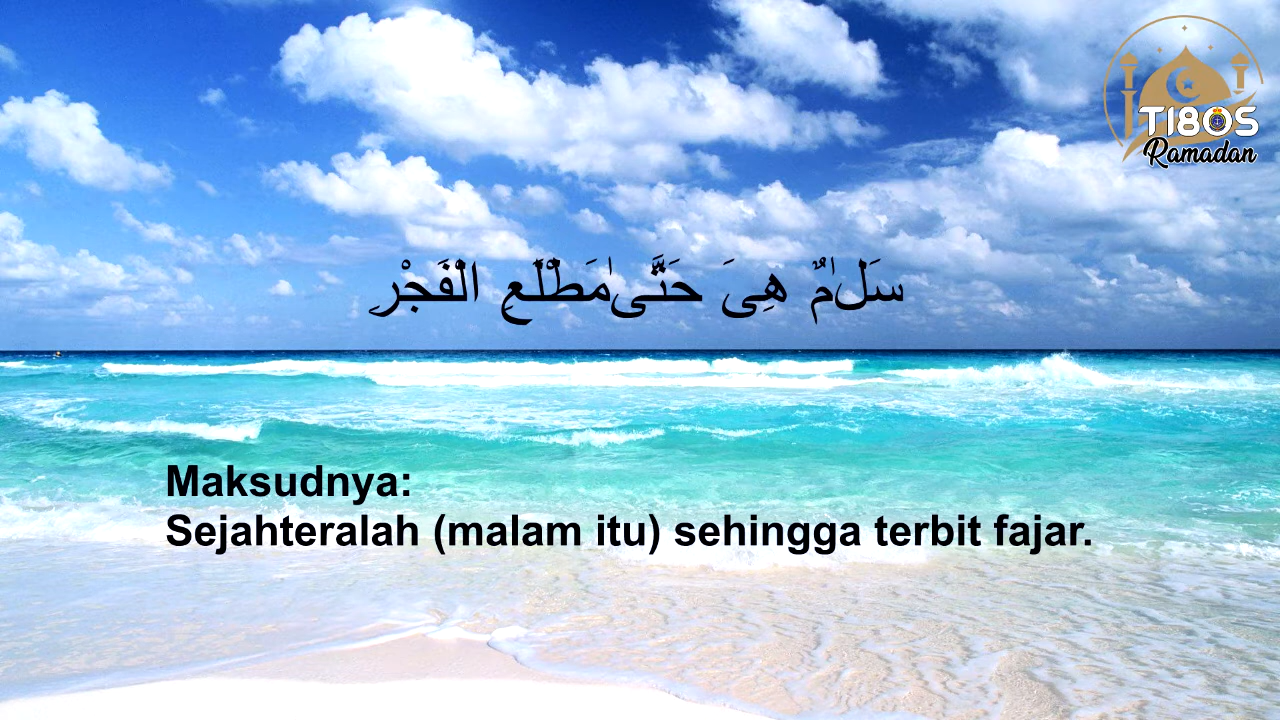 TI8OS
Ramadan
سَلَٰمٌ هِىَ حَتَّىٰ مَطْلَعِ الْفَجْرِ
Maksudnya:
Sejahteralah (malam itu) sehingga terbit fajar.